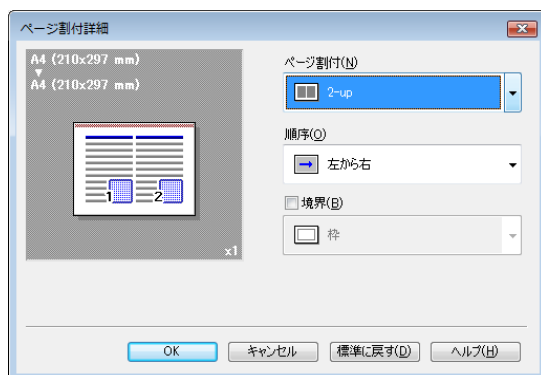 ページ割付詳細
A4 (210x297 mm)
A4 (210x297 mm)
1 2
x1
ページ割付(N)
2-up
順序(O)
左から右
境界(B)
枠
OK キャンセル 標準に戻す(D) ヘルプ(H)